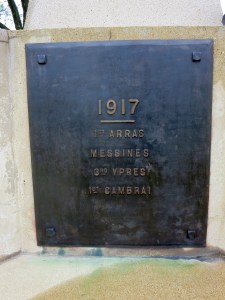 1917
1ST ARRAS
MESSINES
3RD YPRES
1ST CAMBRAI